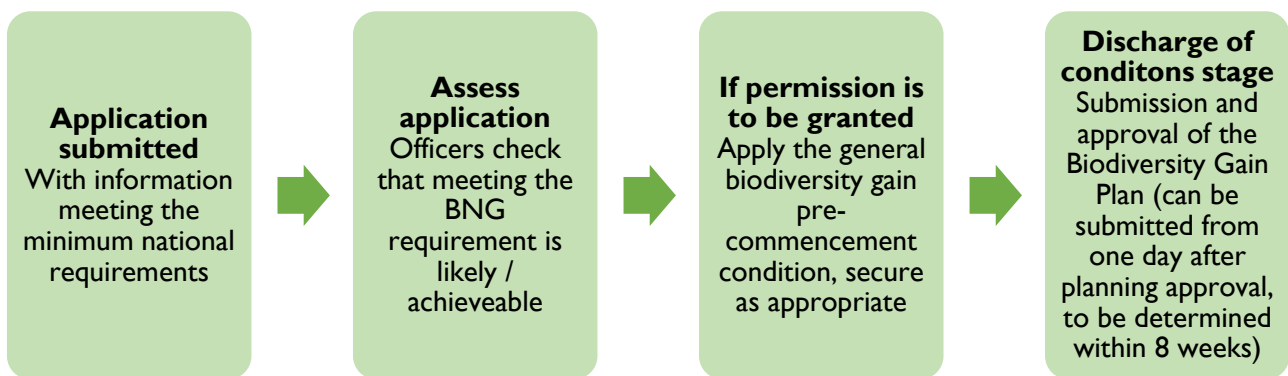 Application
submitted
With information
meeting the
minimum national
requirements
Assess
application
Officers check
that meeting the
BNG
requirement is
likely /
achieveable
If permission is
to be granted
Apply the general
biodiversity gain
pre-
commencement
condition, secure
as appropriate
Discharge of
conditons stage
Submission and
approval of the
Biodiversity Gain
Plan (can be
submitted from
one day after
planning approval,
to be determined
within 8 weeks)